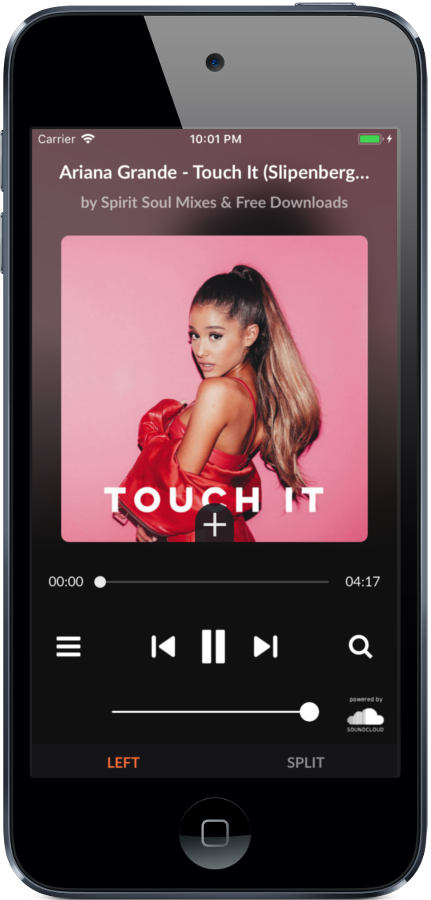 Carrier 10:01 PM
Ariana Grande - Touch It (Slipenberg...
by Spirit Soul Mixes & Free Downloads
TOUCH IT
00:00 04:17
powered by
SOUNDCLOUD
LEFT SPLIT